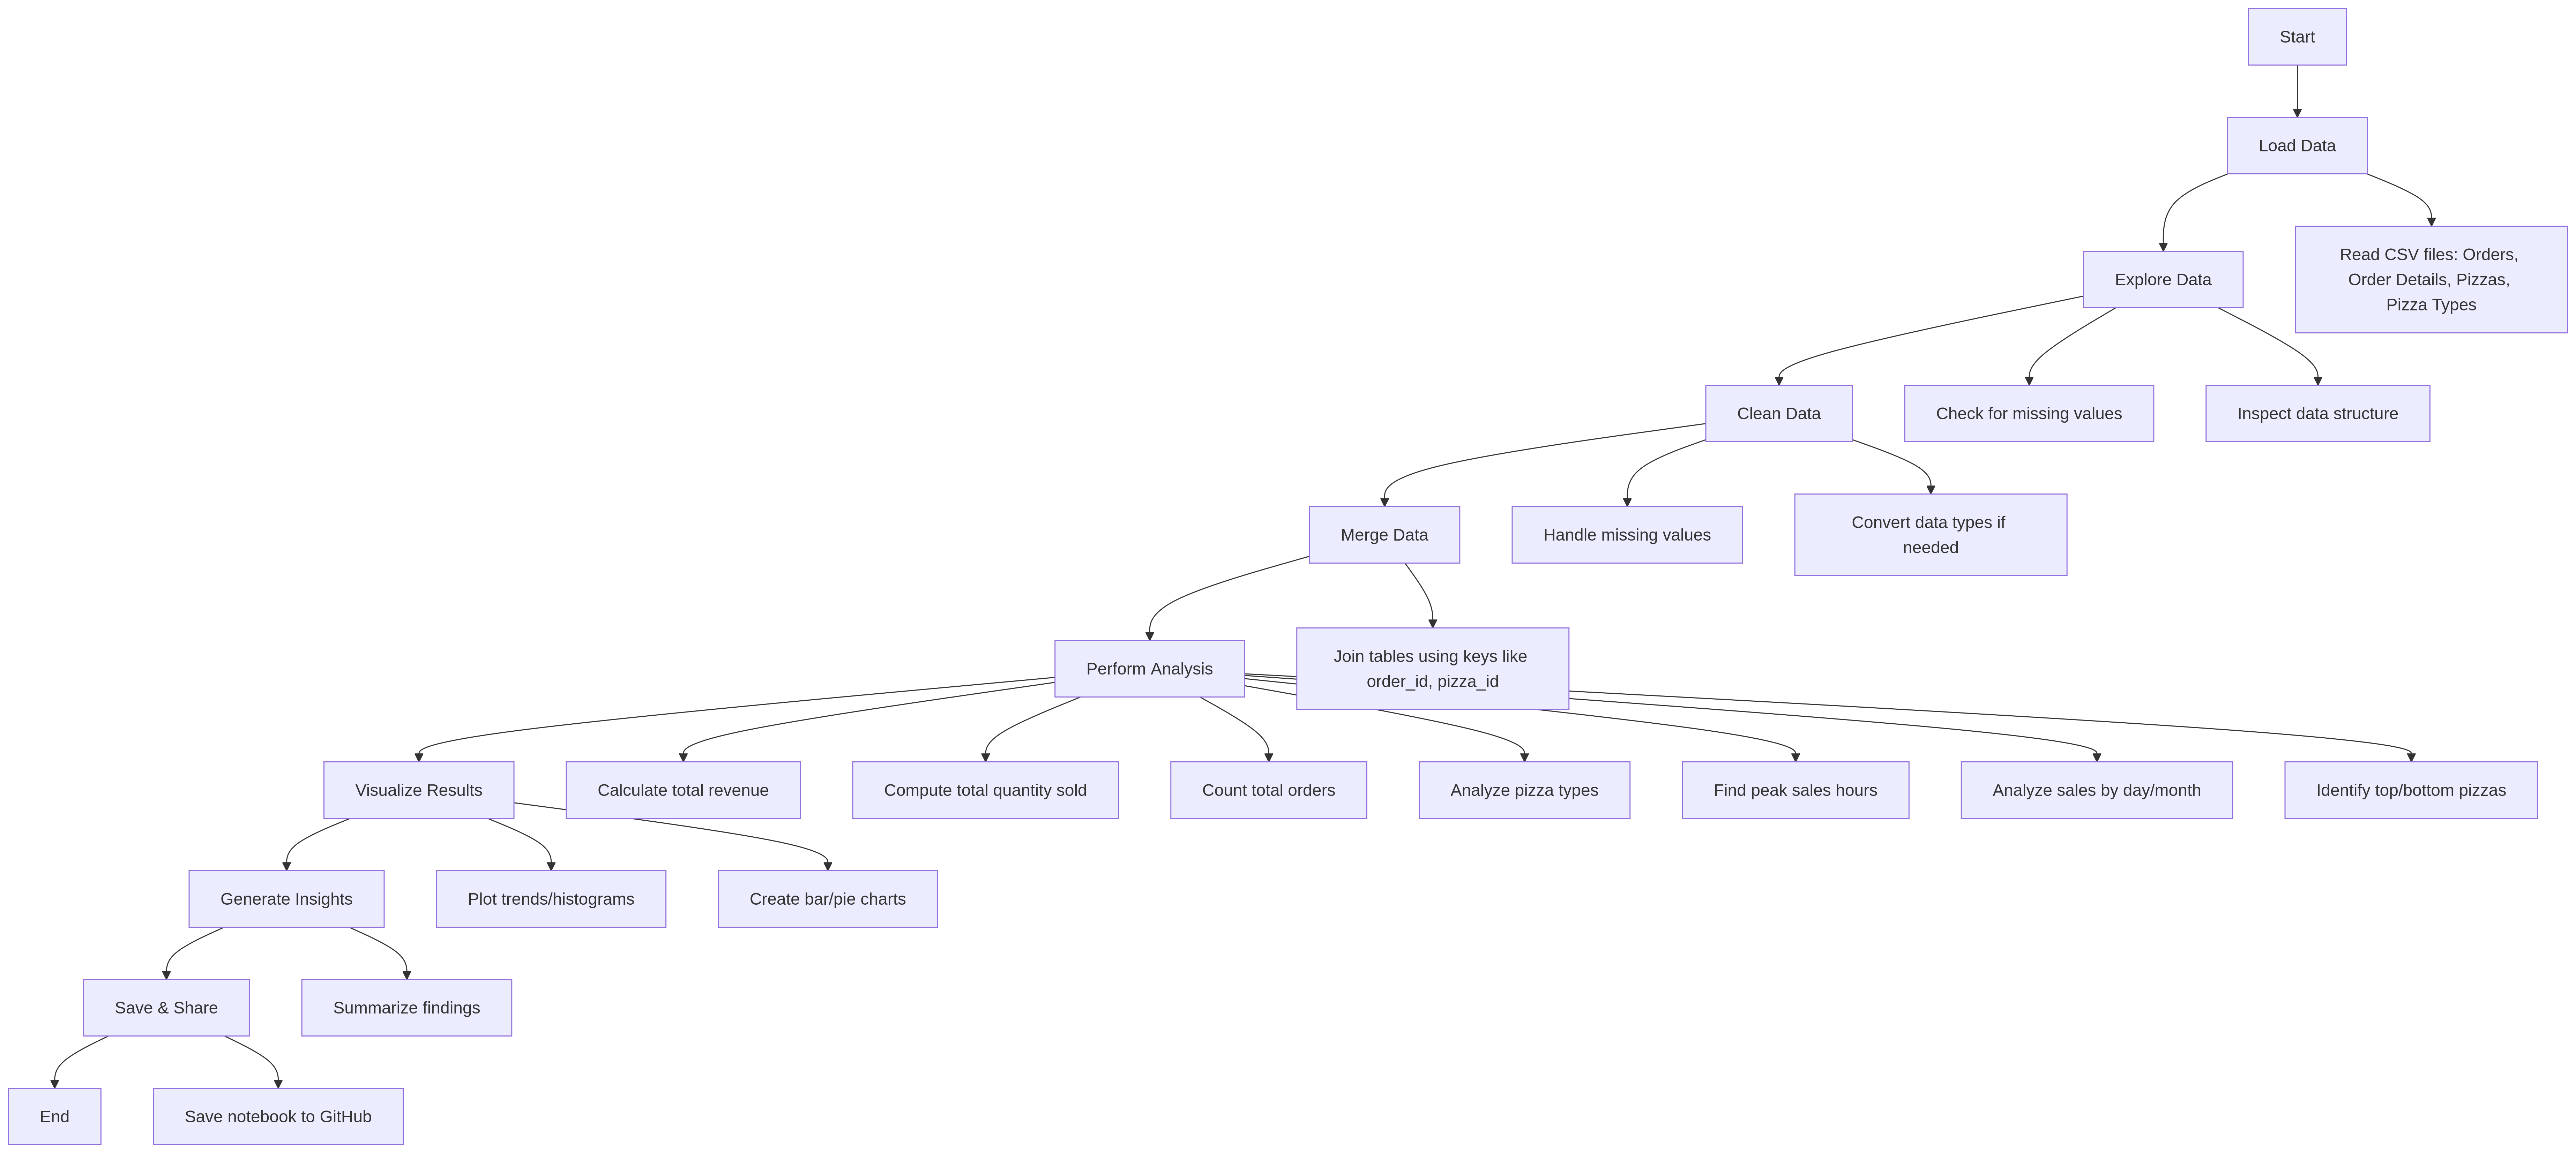 Start
Load Data
Read CSV files: Orders,
Order Details, Pizzas,
Pizza Types
Explore Data
Clean Data
Check for missing values
Inspect data structure
Merge Data
Handle missing values
Convert data types if
needed
Perform Analysis
Join tables using keys like
order_id, pizza_id
Visualize Results
Calculate total revenue
Compute total quantity sold
Count total orders
Analyze pizza types
Find peak sales hours
Analyze sales by day/month
Identify top/bottom pizzas
Generate Insights
Plot trends/histograms
Create bar/pie charts
Save & Share
Summarize findings
End
Save notebook to GitHub